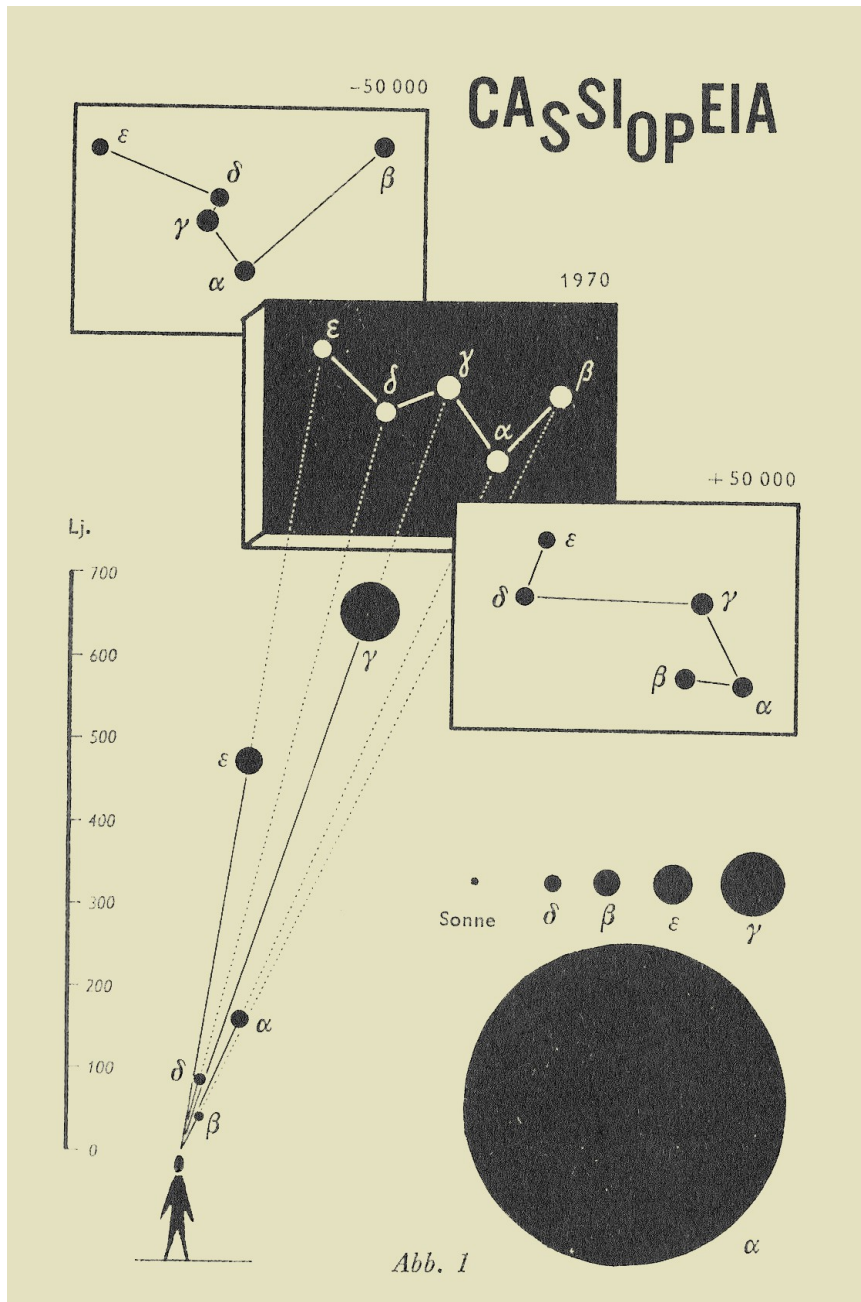 CASSIOPEIA
-50 000
ε
δ
β
γ
α
1970
ε
γ
δ
β
α
+50 000
ε
δ
γ
β
α
Lj.
700
600
500
400
300
200
100
0
γ
ε
α
δ
β
Sonne
δ
β
ε
γ
α
Abb. 1